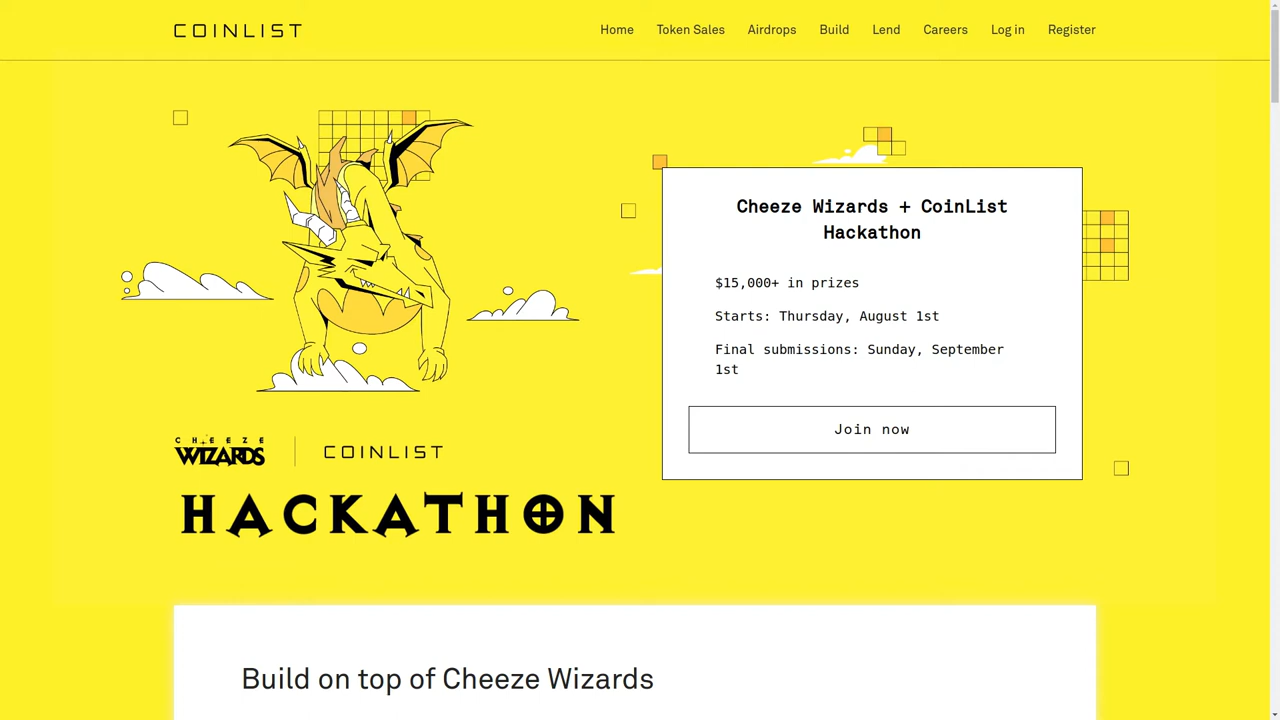 COINLIST
Home Token Sales Airdrops Build Lend Careers Log in Register
Cheeze Wizards + CoinList
Hackathon
$15,000+ in prizes
Starts: Thursday, August 1st
Final submissions: Sunday, September
1st
Join now
CHEEZE
WIZARDS
COINLIST
HACKATHON
Build on top of Cheeze Wizards